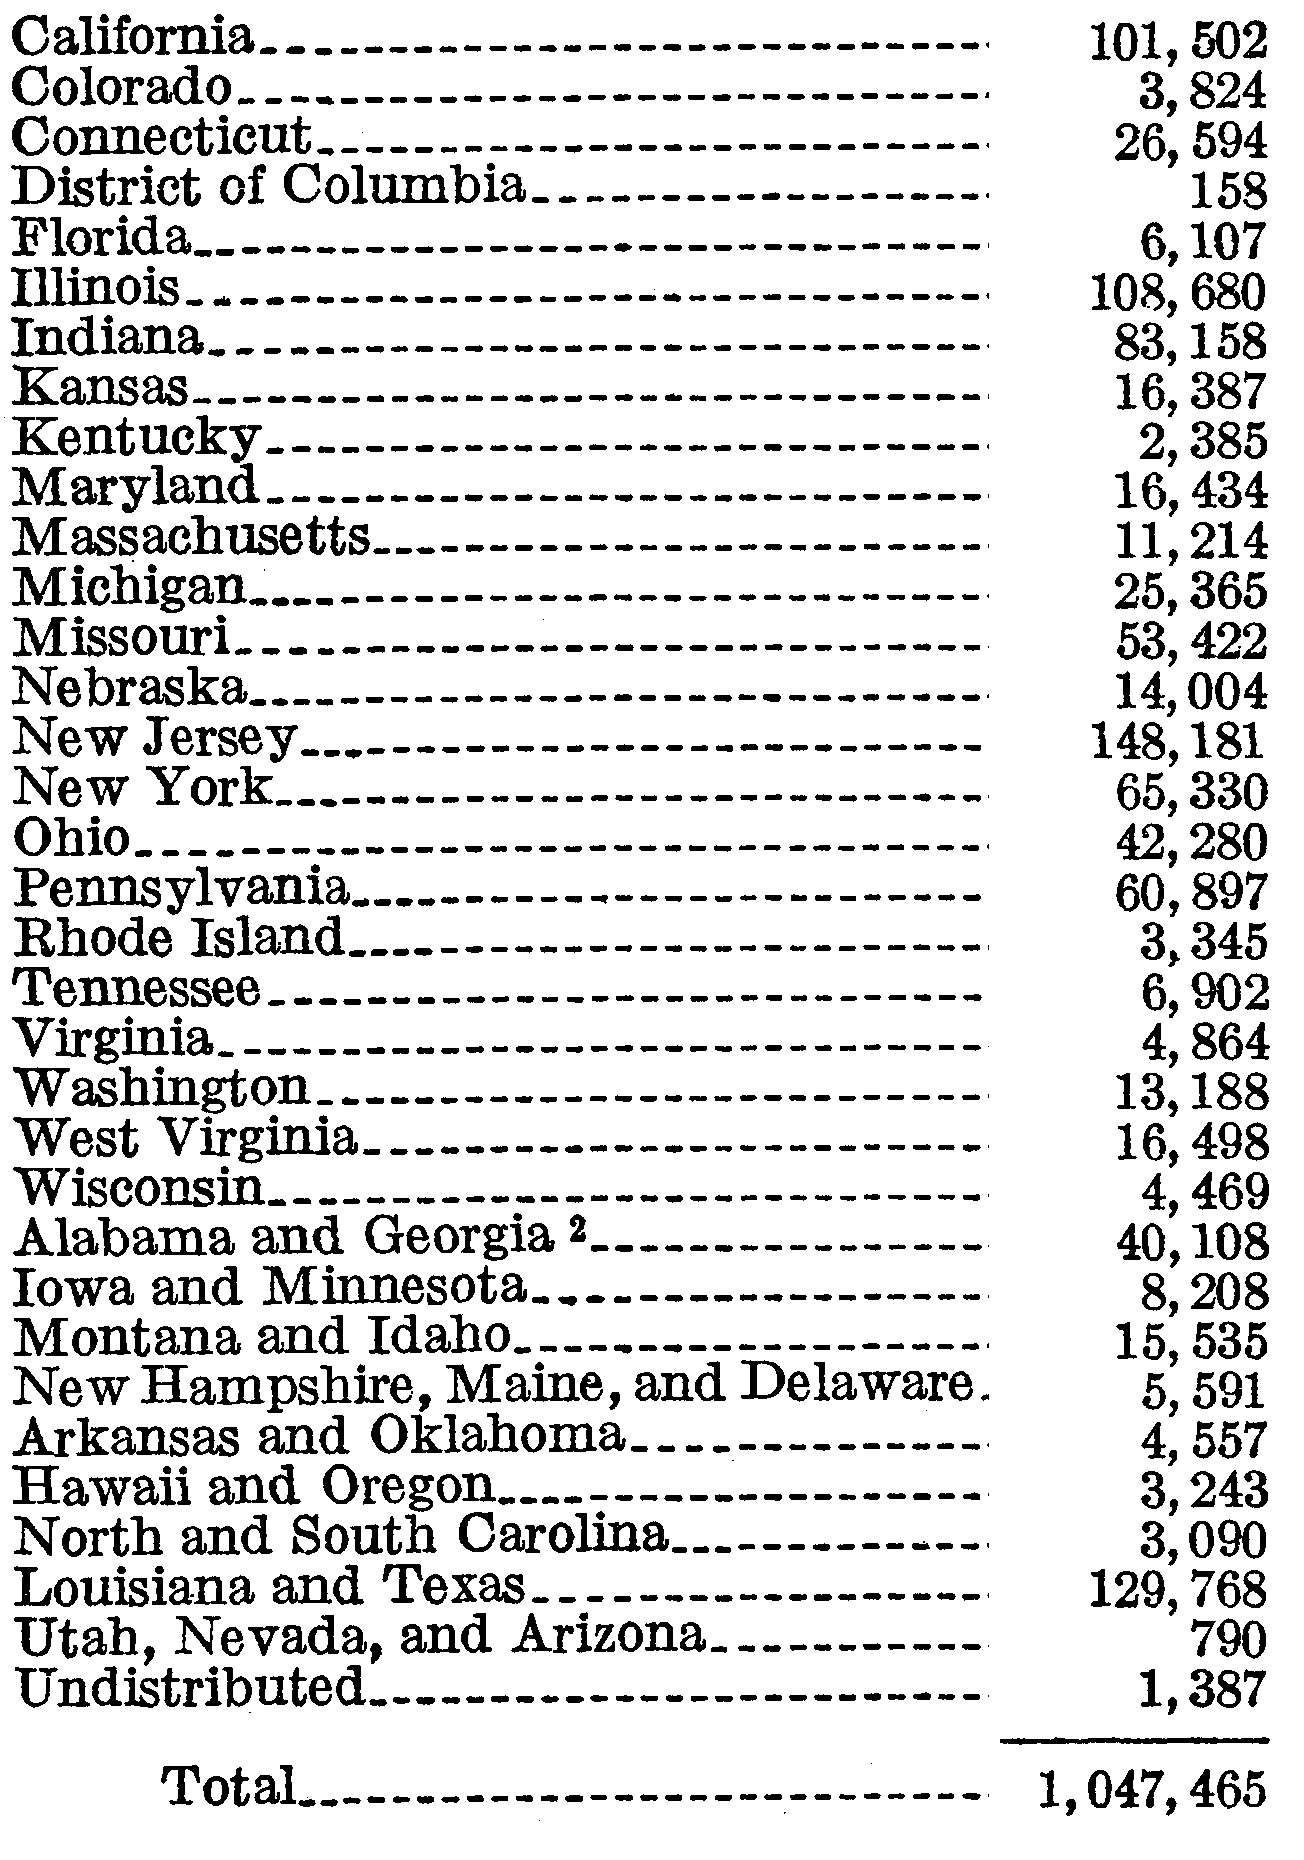 California 101,502
Colorado 3,824
Connecticut 26,594
District of Columbia 158
Florida 6,107
Illinois 108,680
Indiana 83,158
Kansas 16,387
Kentucky 2,385
Maryland 16,434
Massachusetts 11,214
Michigan 25,365
Missouri 53,422
Nebraska 14,004
New Jersey 148,181
New York 65,330
Ohio 42,280
Pennsylvania 60,897
Rhode Island 3,345
Tennessee 6,902
Virginia 4,864
Washington 13,188
West Virginia 16,498
Wisconsin 4,469
Alabama and Georgia ² 40,108
Iowa and Minnesota 8,208
Montana and Idaho 15,535
New Hampshire, Maine, and Delaware 5,591
Arkansas and Oklahoma 4,557
Hawaii and Oregon 3,243
North and South Carolina 3,090
Louisiana and Texas 129,768
Utah, Nevada, and Arizona 790
Undistributed 1,387
Total 1,047,465